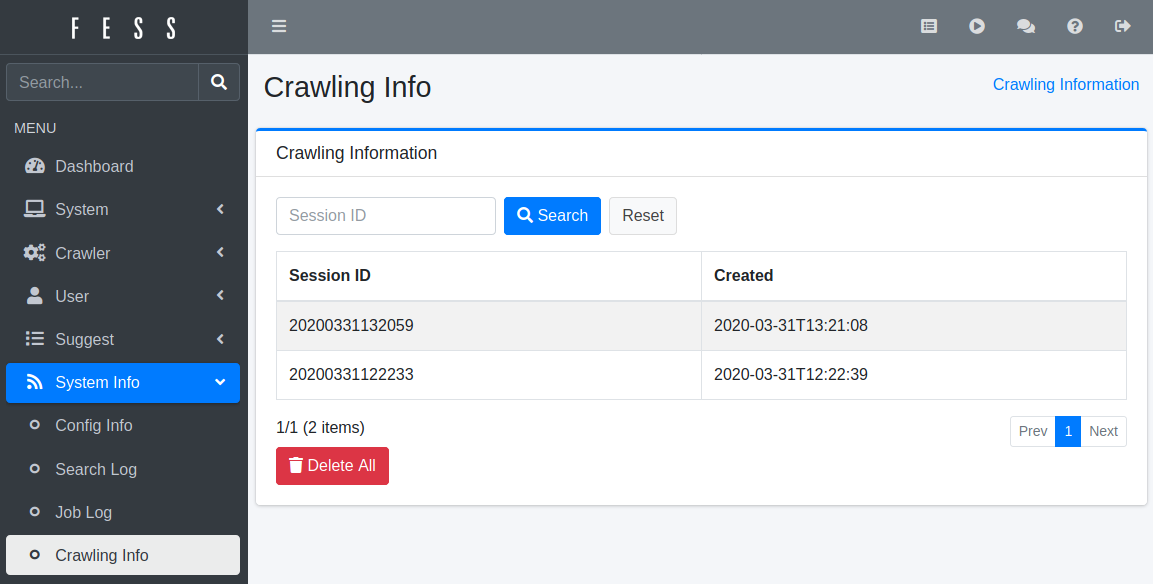 FESS
Search...
MENU
Dashboard
System
Crawler
User
Suggest
System Info
Config Info
Search Log
Job Log
Crawling Info
Crawling Info
Crawling Information
Crawling Information
Session ID
Search
Reset
Session ID Created
20200331132059 2020-03-31T13:21:08
20200331122233 2020-03-31T12:22:39
1/1 (2 items)
Prev 1 Next
Delete All